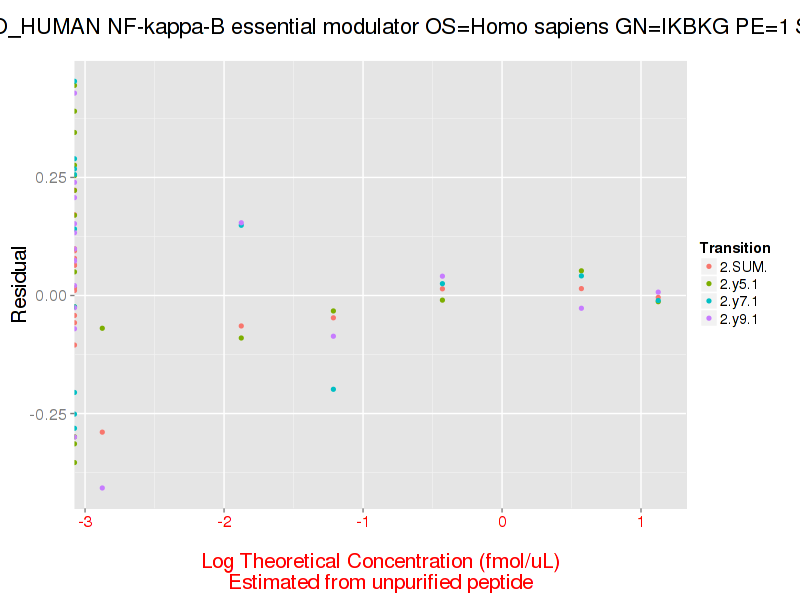 HUMAN NF-kappa-B essential modulator OS=Homo sapiens GN=IKBKG PE=1
0.25
0.00
-0.25
Residual
-3 -2 -1 0 1
Log Theoretical Concentration (fmol/uL)
Estimated from unpurified peptide
Transition
2.SUM.
2.y5.1
2.y7.1
2.y9.1